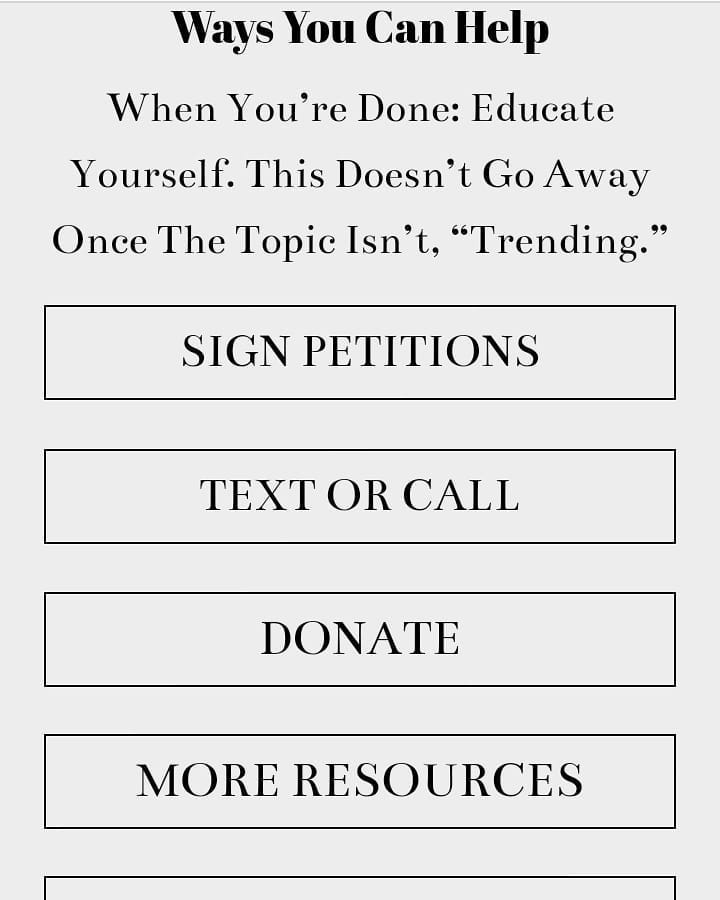 Ways You Can Help
When You’re Done: Educate
Yourself. This Doesn’t Go Away
Once The Topic Isn’t, “Trending.”
SIGN PETITIONS
TEXT OR CALL
DONATE
MORE RESOURCES